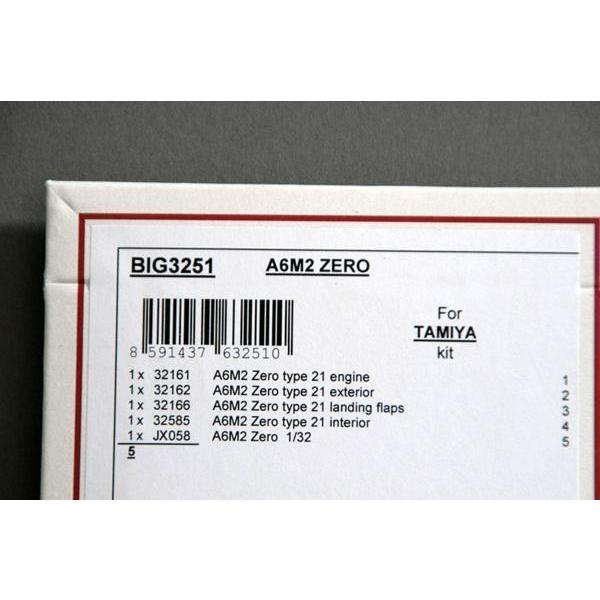 BIG3251 A6M2 ZERO
For
TAMIYA
kit
8 591437 632510
1 x 32161 A6M2 Zero type 21 engine 1
1 x 32162 A6M2 Zero type 21 exterior 2
1 x 32166 A6M2 Zero type 21 landing flaps 3
1 x 32585 A6M2 Zero type 21 interior 4
1 x JX058 A6M2 Zero 1/32 5
5